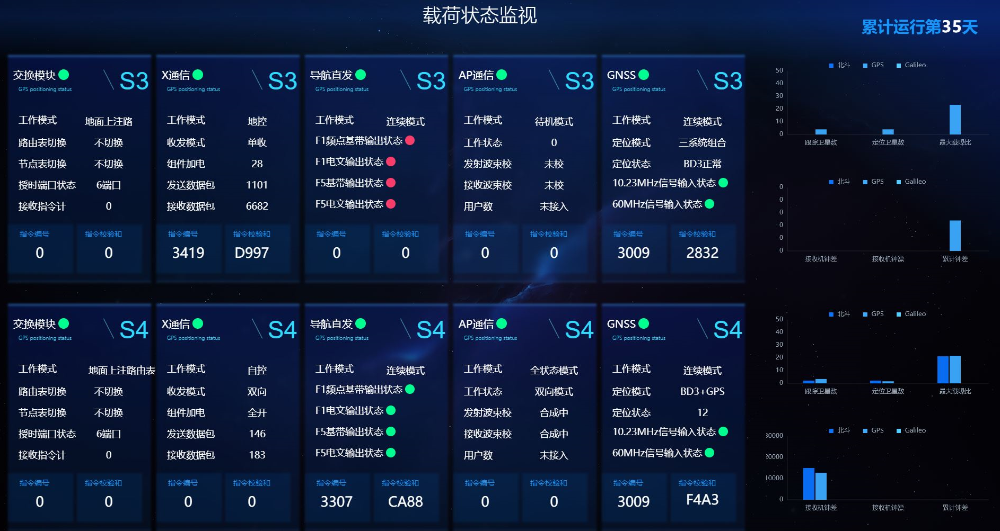 载荷状态监视
累计运行第35天
交换模块 S3
GPS positioning status
工作模式 地面上注路
路由表切换 不切换
节点表切换 不切换
授时端口状态 6端口
接收指令计 0
指令编号 指令校验和
0 0
X通信 S3
GPS positioning status
工作模式 地控
收发模式 单收
组件加电 28
发送数据包 1101
接收数据包 6682
指令编号 指令校验和
3419 D997
导航直发 S3
GPS positioning status
工作模式 连续模式
F1频点基带输出状态
F1电文输出状态
F5基带输出状态
F5电文输出状态
指令编号 指令校验和
0 0
AP通信 S3
GPS positioning status
工作模式 待机模式
工作状态 0
发射波束校 未校
接收波束校 未校
用户数 未接入
指令编号 指令校验和
0 0
GNSS S3
GPS positioning status
工作模式 连续模式
定位模式 三系统组合
定位状态 BD3正常
10.23MHz信号输入状态
60MHz信号输入状态
指令编号 指令校验和
3009 2832
北斗 GPS Galileo
50
40
30
20
10
0
跟踪卫星数 定位卫星数 最大载噪比
北斗 GPS Galileo
0
0
0
0
0
0
接收机钟差 接收机钟漂 累计钟差
交换模块 S4
GPS positioning status
工作模式 地面上注路由表
路由表切换 不切换
节点表切换 不切换
授时端口状态 6端口
接收指令计 0
指令编号 指令校验和
0 0
X通信 S4
GPS positioning status
工作模式 自控
收发模式 双向
组件加电 全开
发送数据包 146
接收数据包 183
指令编号 指令校验和
0 0
导航直发 S4
GPS positioning status
工作模式 连续模式
F1频点基带输出状态
F1电文输出状态
F5基带输出状态
F5电文输出状态
指令编号 指令校验和
3307 CA88
AP通信 S4
GPS positioning status
工作模式 全状态模式
工作状态 双向模式
发射波束校 合成中
接收波束校 合成中
用户数 未接入
指令编号 指令校验和
0 0
GNSS S4
GPS positioning status
工作模式 连续模式
定位模式 BD3+GPS
定位状态 12
10.23MHz信号输入状态
60MHz信号输入状态
指令编号 指令校验和
3009 F4A3
北斗 GPS Galileo
50
40
30
20
10
0
跟踪卫星数 定位卫星数 最大载噪比
北斗 GPS Galileo
30000
20000
10000
0
接收机钟差 接收机钟漂 累计钟差